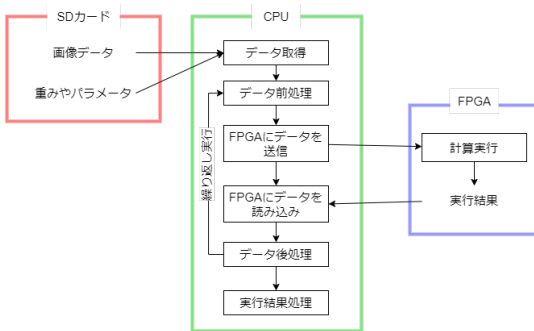 SDカード
画像データ
重みやパラメータ
CPU
データ取得
データ前処理
FPGAにデータを
送信
FPGAにデータを
読み込み
データ後処理
実行結果処理
繰り返し実行
FPGA
計算実行
実行結果